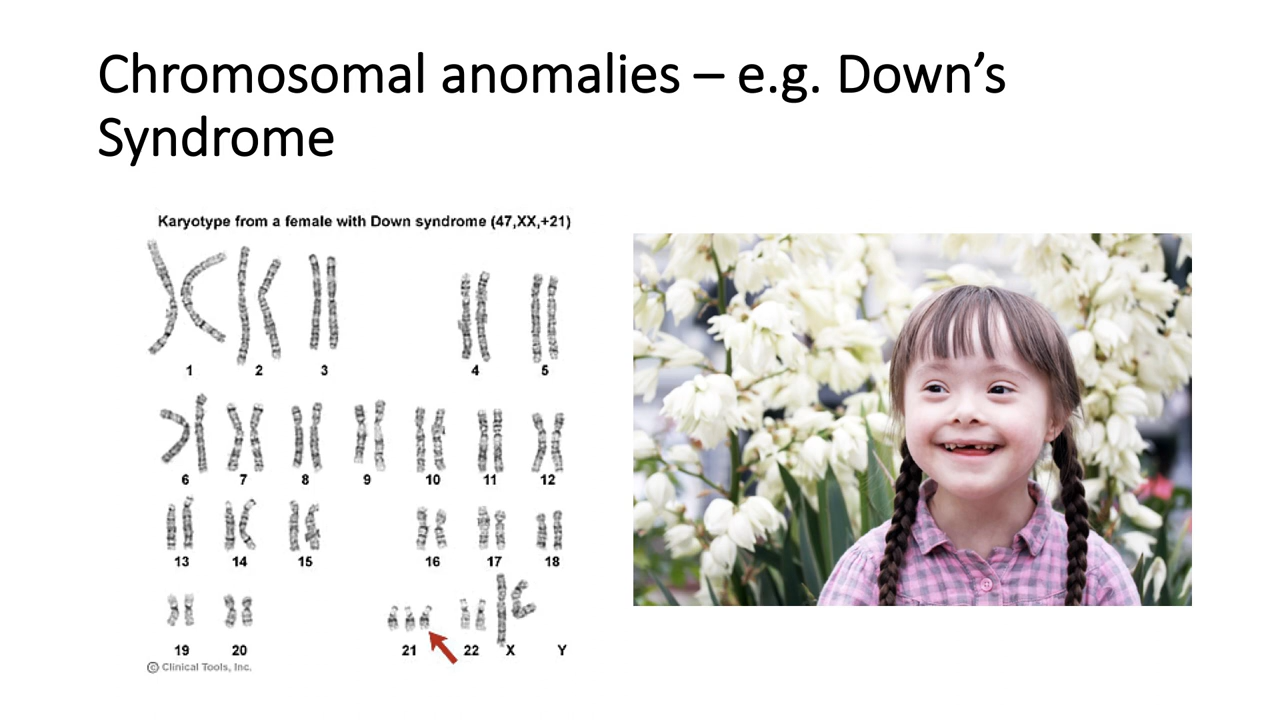 Chromosomal anomalies – e.g. Down’s
Syndrome
Karyotype from a female with Down syndrome (47,XX,+21)
1 2 3 4 5
6 7 8 9 10 11 12
13 14 15 16 17 18
19 20 21 22 X Y
© Clinical Tools, Inc.